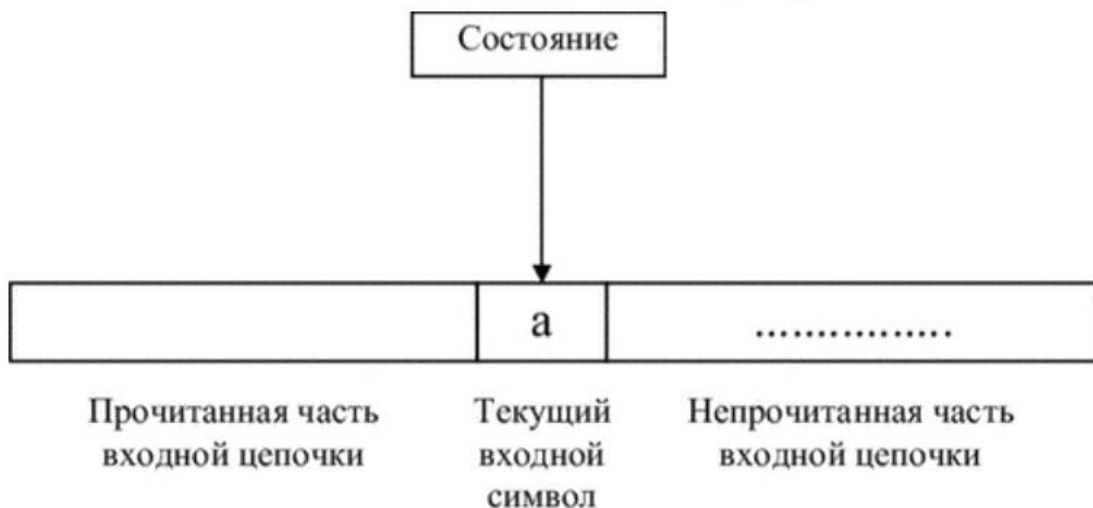 Состояние
а
................
Прочитанная часть
входной цепочки
Текущий
входной
символ
Непрочитанная часть
входной цепочки